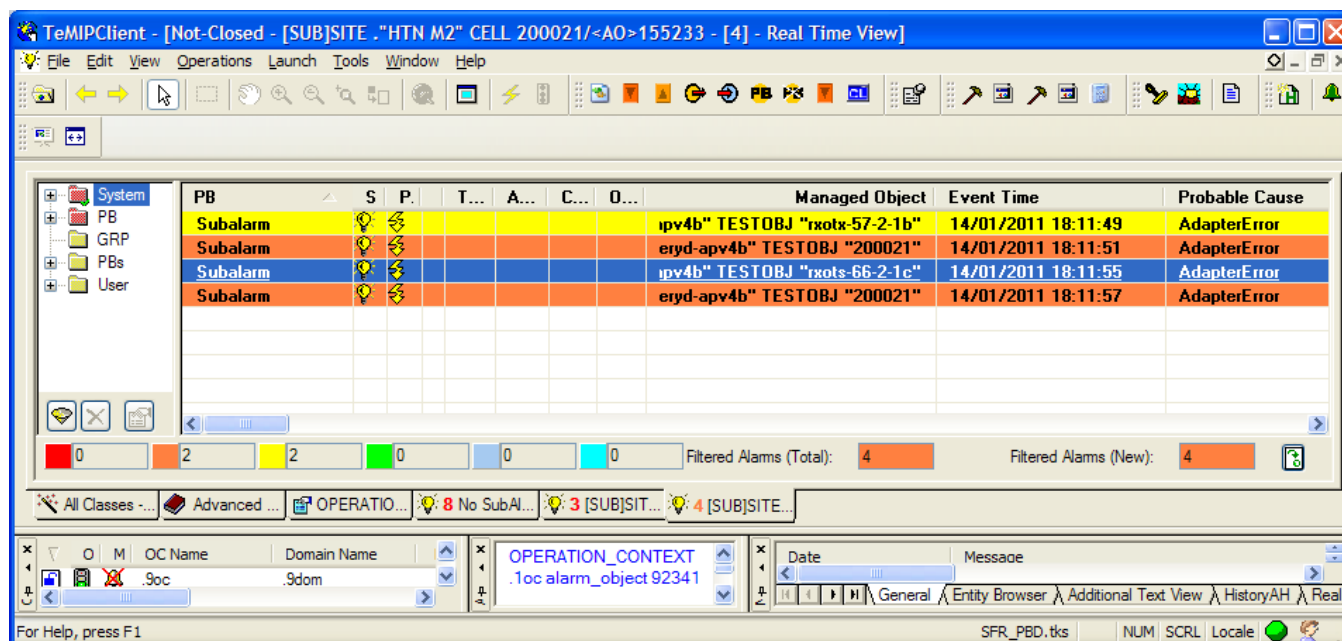 TeMIPClient - [Not-Closed - [SUB]SITE ."HTN M2" CELL 200021/<AO>155233 - [4] - Real Time View]
File Edit View Operations Launch Tools Window Help
PB S P. T... A... C... O... Managed Object Event Time Probable Cause
System
PB
GRP
PBs
User
Subalarm ıpv4b" TESTOBJ "rxotx-57-2-1b" 14/01/2011 18:11:49 AdapterError
Subalarm eryd-apv4b" TESTOBJ "200021" 14/01/2011 18:11:51 AdapterError
Subalarm ıpv4b" TESTOBJ "rxots-66-2-1c" 14/01/2011 18:11:55 AdapterError
Subalarm eryd-apv4b" TESTOBJ "200021" 14/01/2011 18:11:57 AdapterError
0 2 2 0 0 0 Filtered Alarms (Total): 4 Filtered Alarms (New): 4
All Classes -... Advanced ... OPERATIO... 8 No SubAl... 3 [SUB]SIT... 4 [SUB]SITE...
O M OC Name Domain Name
.9oc .9dom
OPERATION_CONTEXT
.1oc alarm_object 92341
Date Message
General Entity Browser Additional Text View HistoryAH Real
For Help, press F1 SFR_PBD.tks NUM SCRL Locale